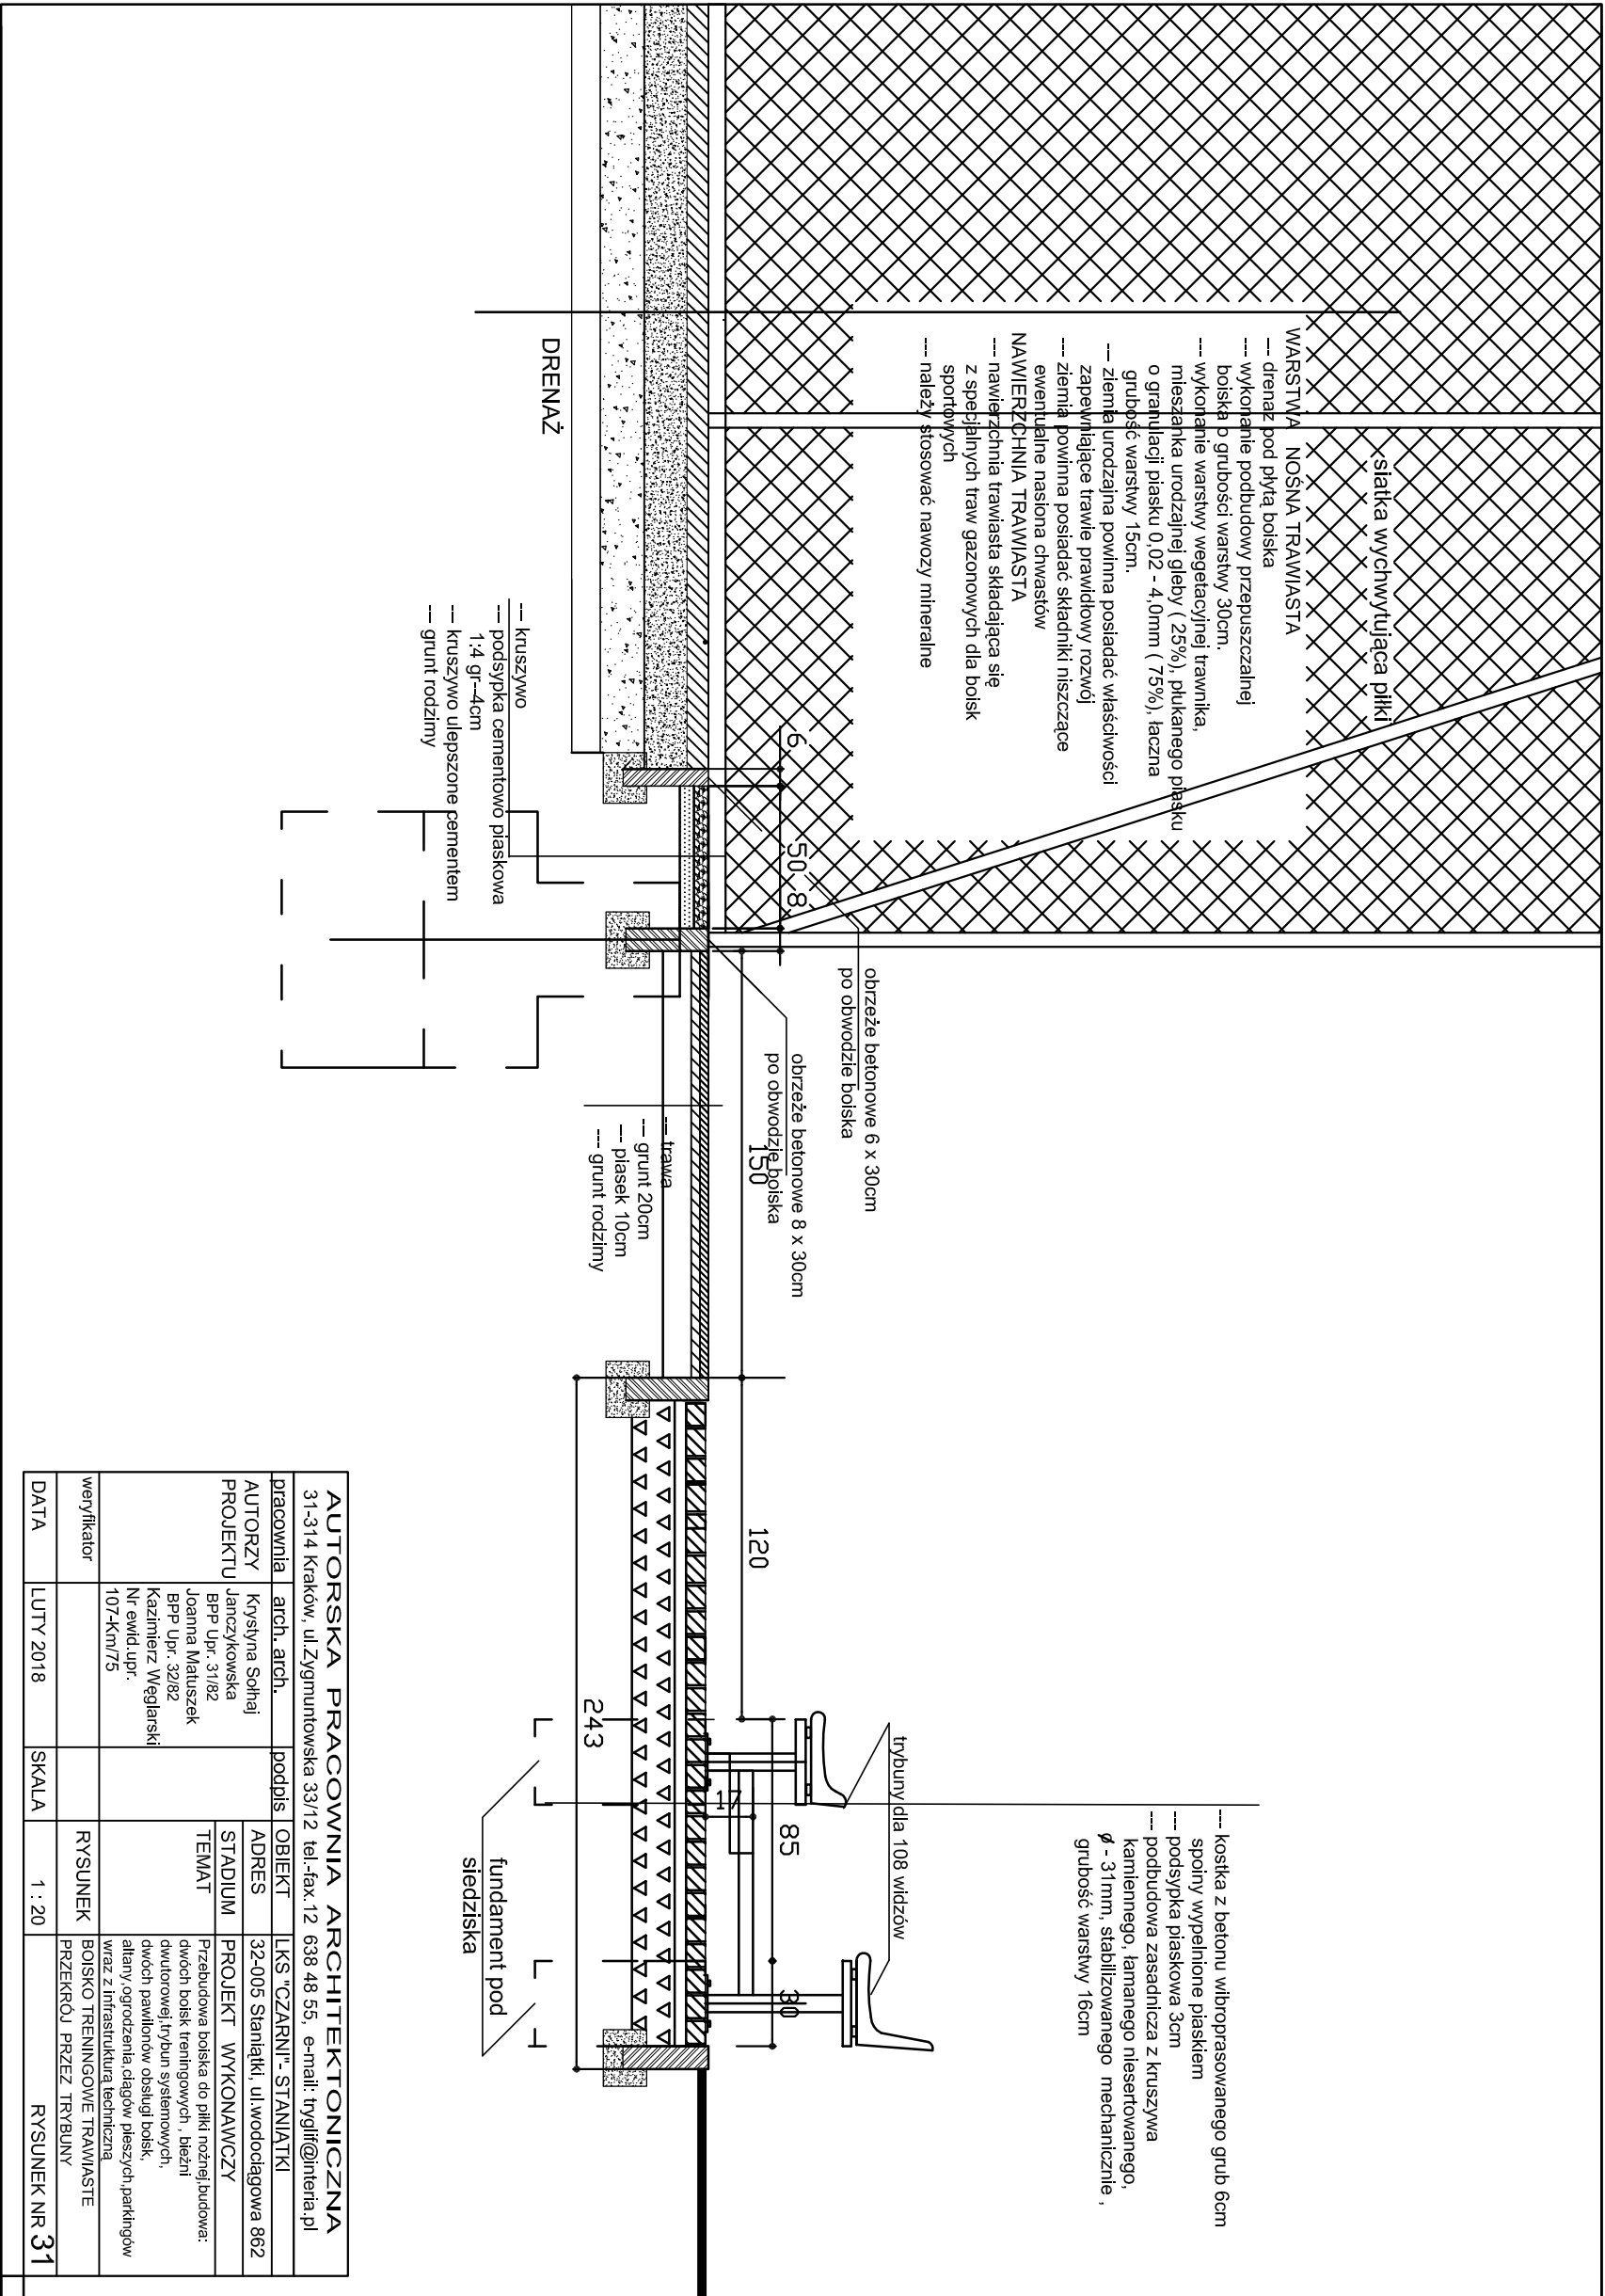 siatka wychwytująca piłki
WARSTWA NOŚNA TRAWIASTA
--- drenaż pod płytą boiska
--- wykonanie podbudowy przepuszczalnej
boiska o grubości warstwy 30cm.
--- wykonanie warstwy wegetacyjnej trawnika,
mieszanka urodzajnej gleby ( 25%), płukanego piasku
o granulacji piasku 0,02 - 4,0mm ( 75%), łaczna
grubość warstwy 15cm.
--- ziemia urodzajna powinna posiadać właściwości
zapewniające trawie prawidłowy rozwój
--- ziemia powinna posiadać składniki niszczące
ewentualne nasiona chwastów
NAWIERZCHNIA TRAWIASTA
--- nawierzchnia trawiasta składająca się
z specjalnych traw gazonowych dla boisk
sportowych
--- należy stosować nawozy mineralne
DRENAŻ
--- kruszywo
--- podsypka cementowo piaskowa
1:4 gr--4cm
--- kruszywo ulepszone cementem
--- grunt rodzimy
6
50
8
obrzeże betonowe 6 x 30cm
po obwodzie boiska
obrzeże betonowe 8 x 30cm
po obwodzie boiska
150
--- trawa
--- grunt 20cm
--- piasek 10cm
--- grunt rodzimy
120
243
17
85
30
trybuny dla 108 widzów
--- kostka z betonu wibroprasowanego grub 6cm
spoiny wypełnione piaskiem
--- podsypka piaskowa 3cm
--- podbudowa zasadnicza z kruszywa
kamiennego, łamanego niesertowanego,
ø - 31mm, stabilizowanego mechanicznie ,
grubość warstwy 16cm
fundament pod
siedziska
AUTORSKA PRACOWNIA ARCHITEKTONICZNA
31-314 Kraków, ul.Zygmuntowska 33/12 tel.-fax.12 638 48 55, e-mail: tryglif@interia.pl
pracownia arch. arch. podpis OBIEKT LKS "CZARNI"- STANIĄTKI
AUTORZY
PROJEKTU
Krystyna Sołhaj
Janczykowska
BPP Upr. 31/82
Joanna Matuszek
BPP Upr. 32/82
Kazimierz Węglarski
Nr ewid.upr.
107-Km/75
ADRES 32-005 Staniątki, ul.wodociągowa 862
STADIUM PROJEKT WYKONAWCZY
TEMAT
Przebudowa boiska do piłki nożnej,budowa:
dwóch boisk treningowych , bieżni
dwutorowej,trybun systemowych,
dwóch pawilonów obsługi boisk,
altany,ogrodzenia,ciągów pieszych,parkingów
wraz z infrastrukturą techniczną
weryfikator
RYSUNEK
BOISKO TRENINGOWE TRAWIASTE
PRZEKRÓJ PRZEZ TRYBUNY
DATA LUTY 2018 SKALA 1 : 20 RYSUNEK NR 31